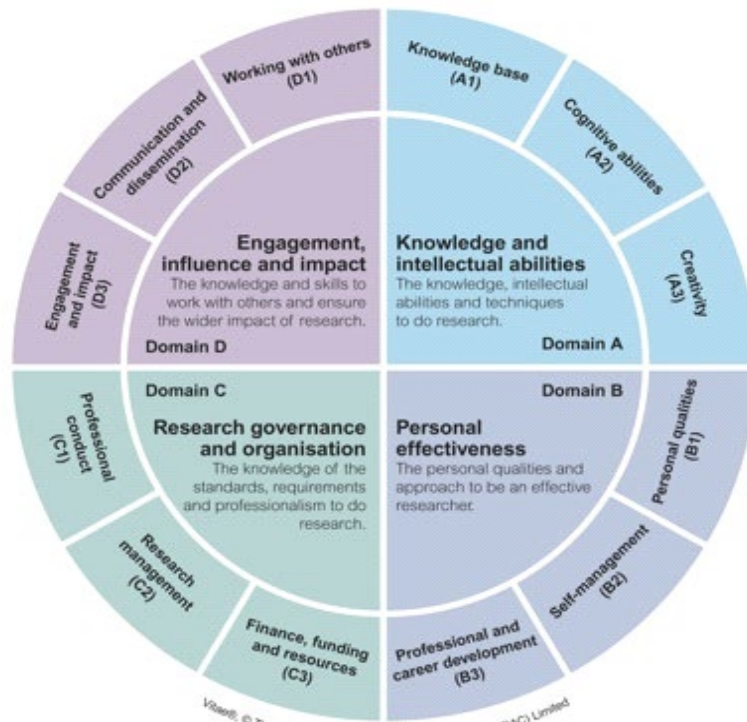 Working with others
(D1)
Knowledge base
(A1)
Communication and
dissemination
(D2)
Cognitive abilities
(A2)
Engagement
and impact
(D3)
Creativity
(A3)
Engagement,
influence and impact
The knowledge and skills to
work with others and ensure
the wider impact of research.
Domain D
Knowledge and
intellectual abilities
The knowledge, intellectual
abilities and techniques
to do research.
Domain A
Domain C
Research governance
and organisation
The knowledge of the
standards, requirements
and professionalism to do
research.
Domain B
Personal
effectiveness
The personal qualities and
approach to be an effective
researcher.
Professional
conduct
(C1)
Personal qualities
(B1)
Research
management
(C2)
Self-management
(B2)
Finance, funding
and resources
(C3)
Professional and
career development
(B3)
Vitae®, ©
Limited